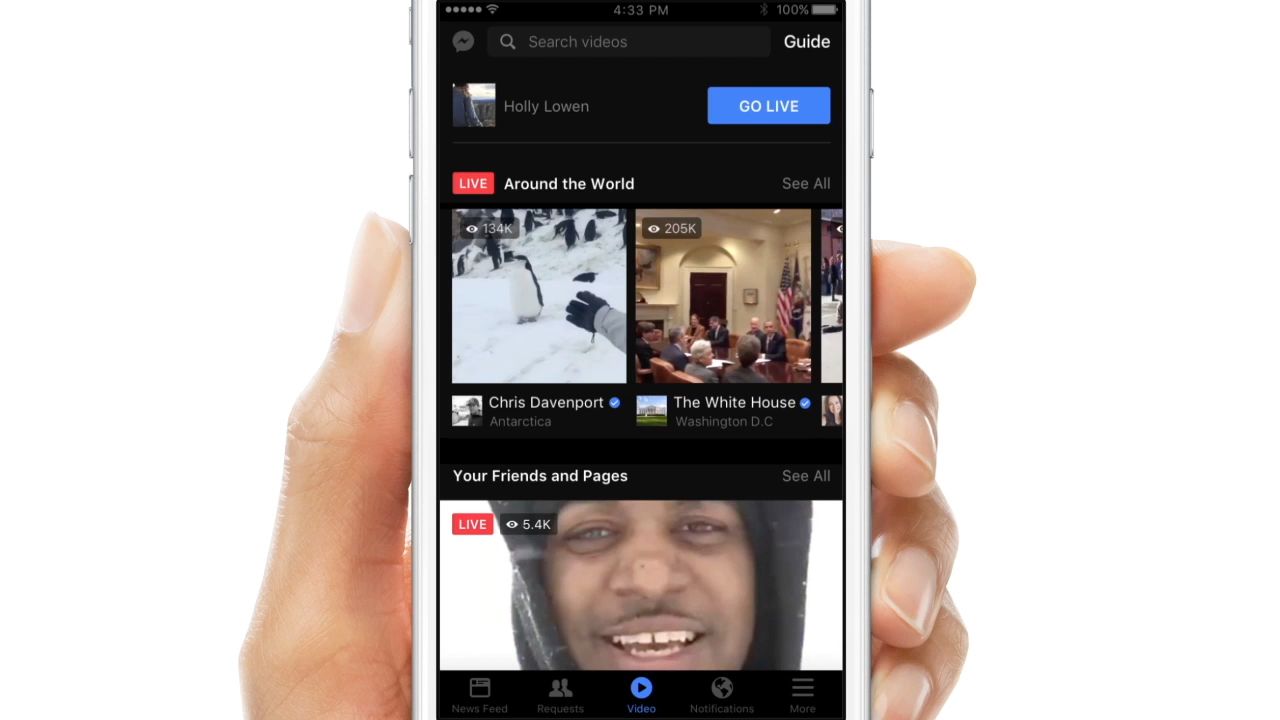 4:33 PM
100%
Search videos
Guide
Holly Lowen
GO LIVE
LIVE Around the World
See All
134K
205K
Chris Davenport
Antarctica
The White House
Washington D.C
Your Friends and Pages
See All
LIVE
5.4K
News Feed
Requests
Video
Notifications
More